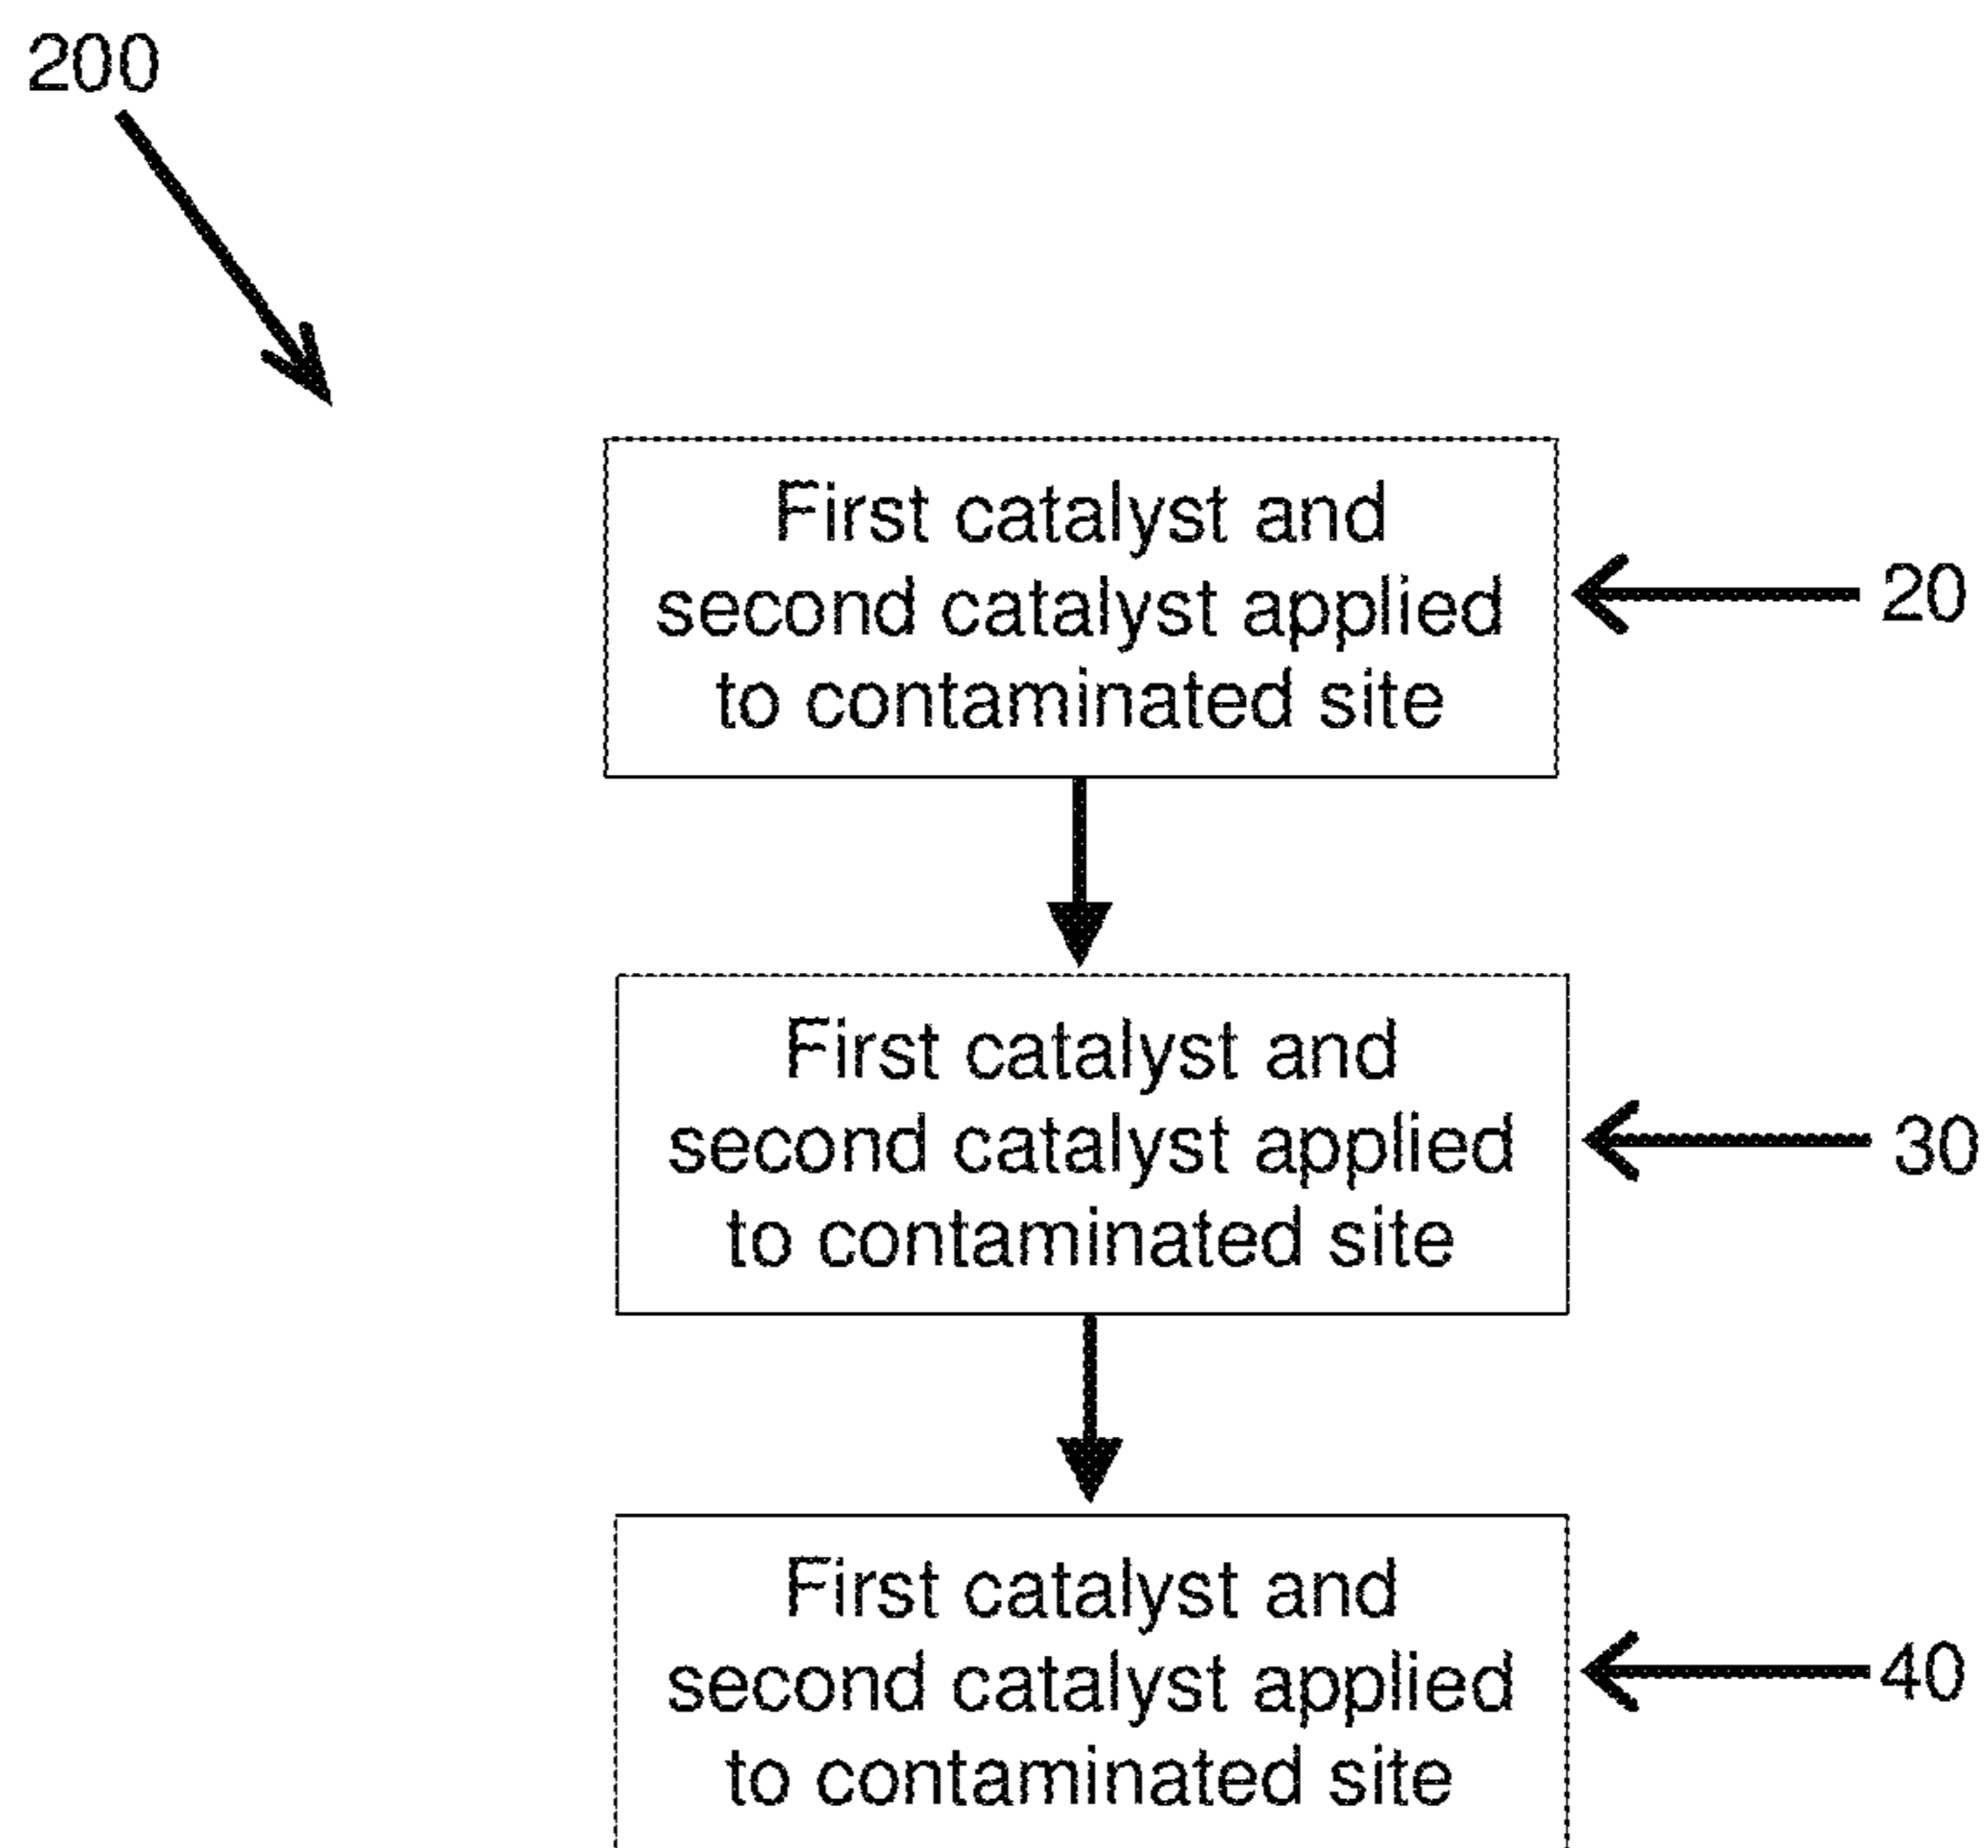 200
First catalyst and
second catalyst applied
to contaminated site
20
First catalyst and
second catalyst applied
to contaminated site
30
First catalyst and
second catalyst applied
to contaminated site
40